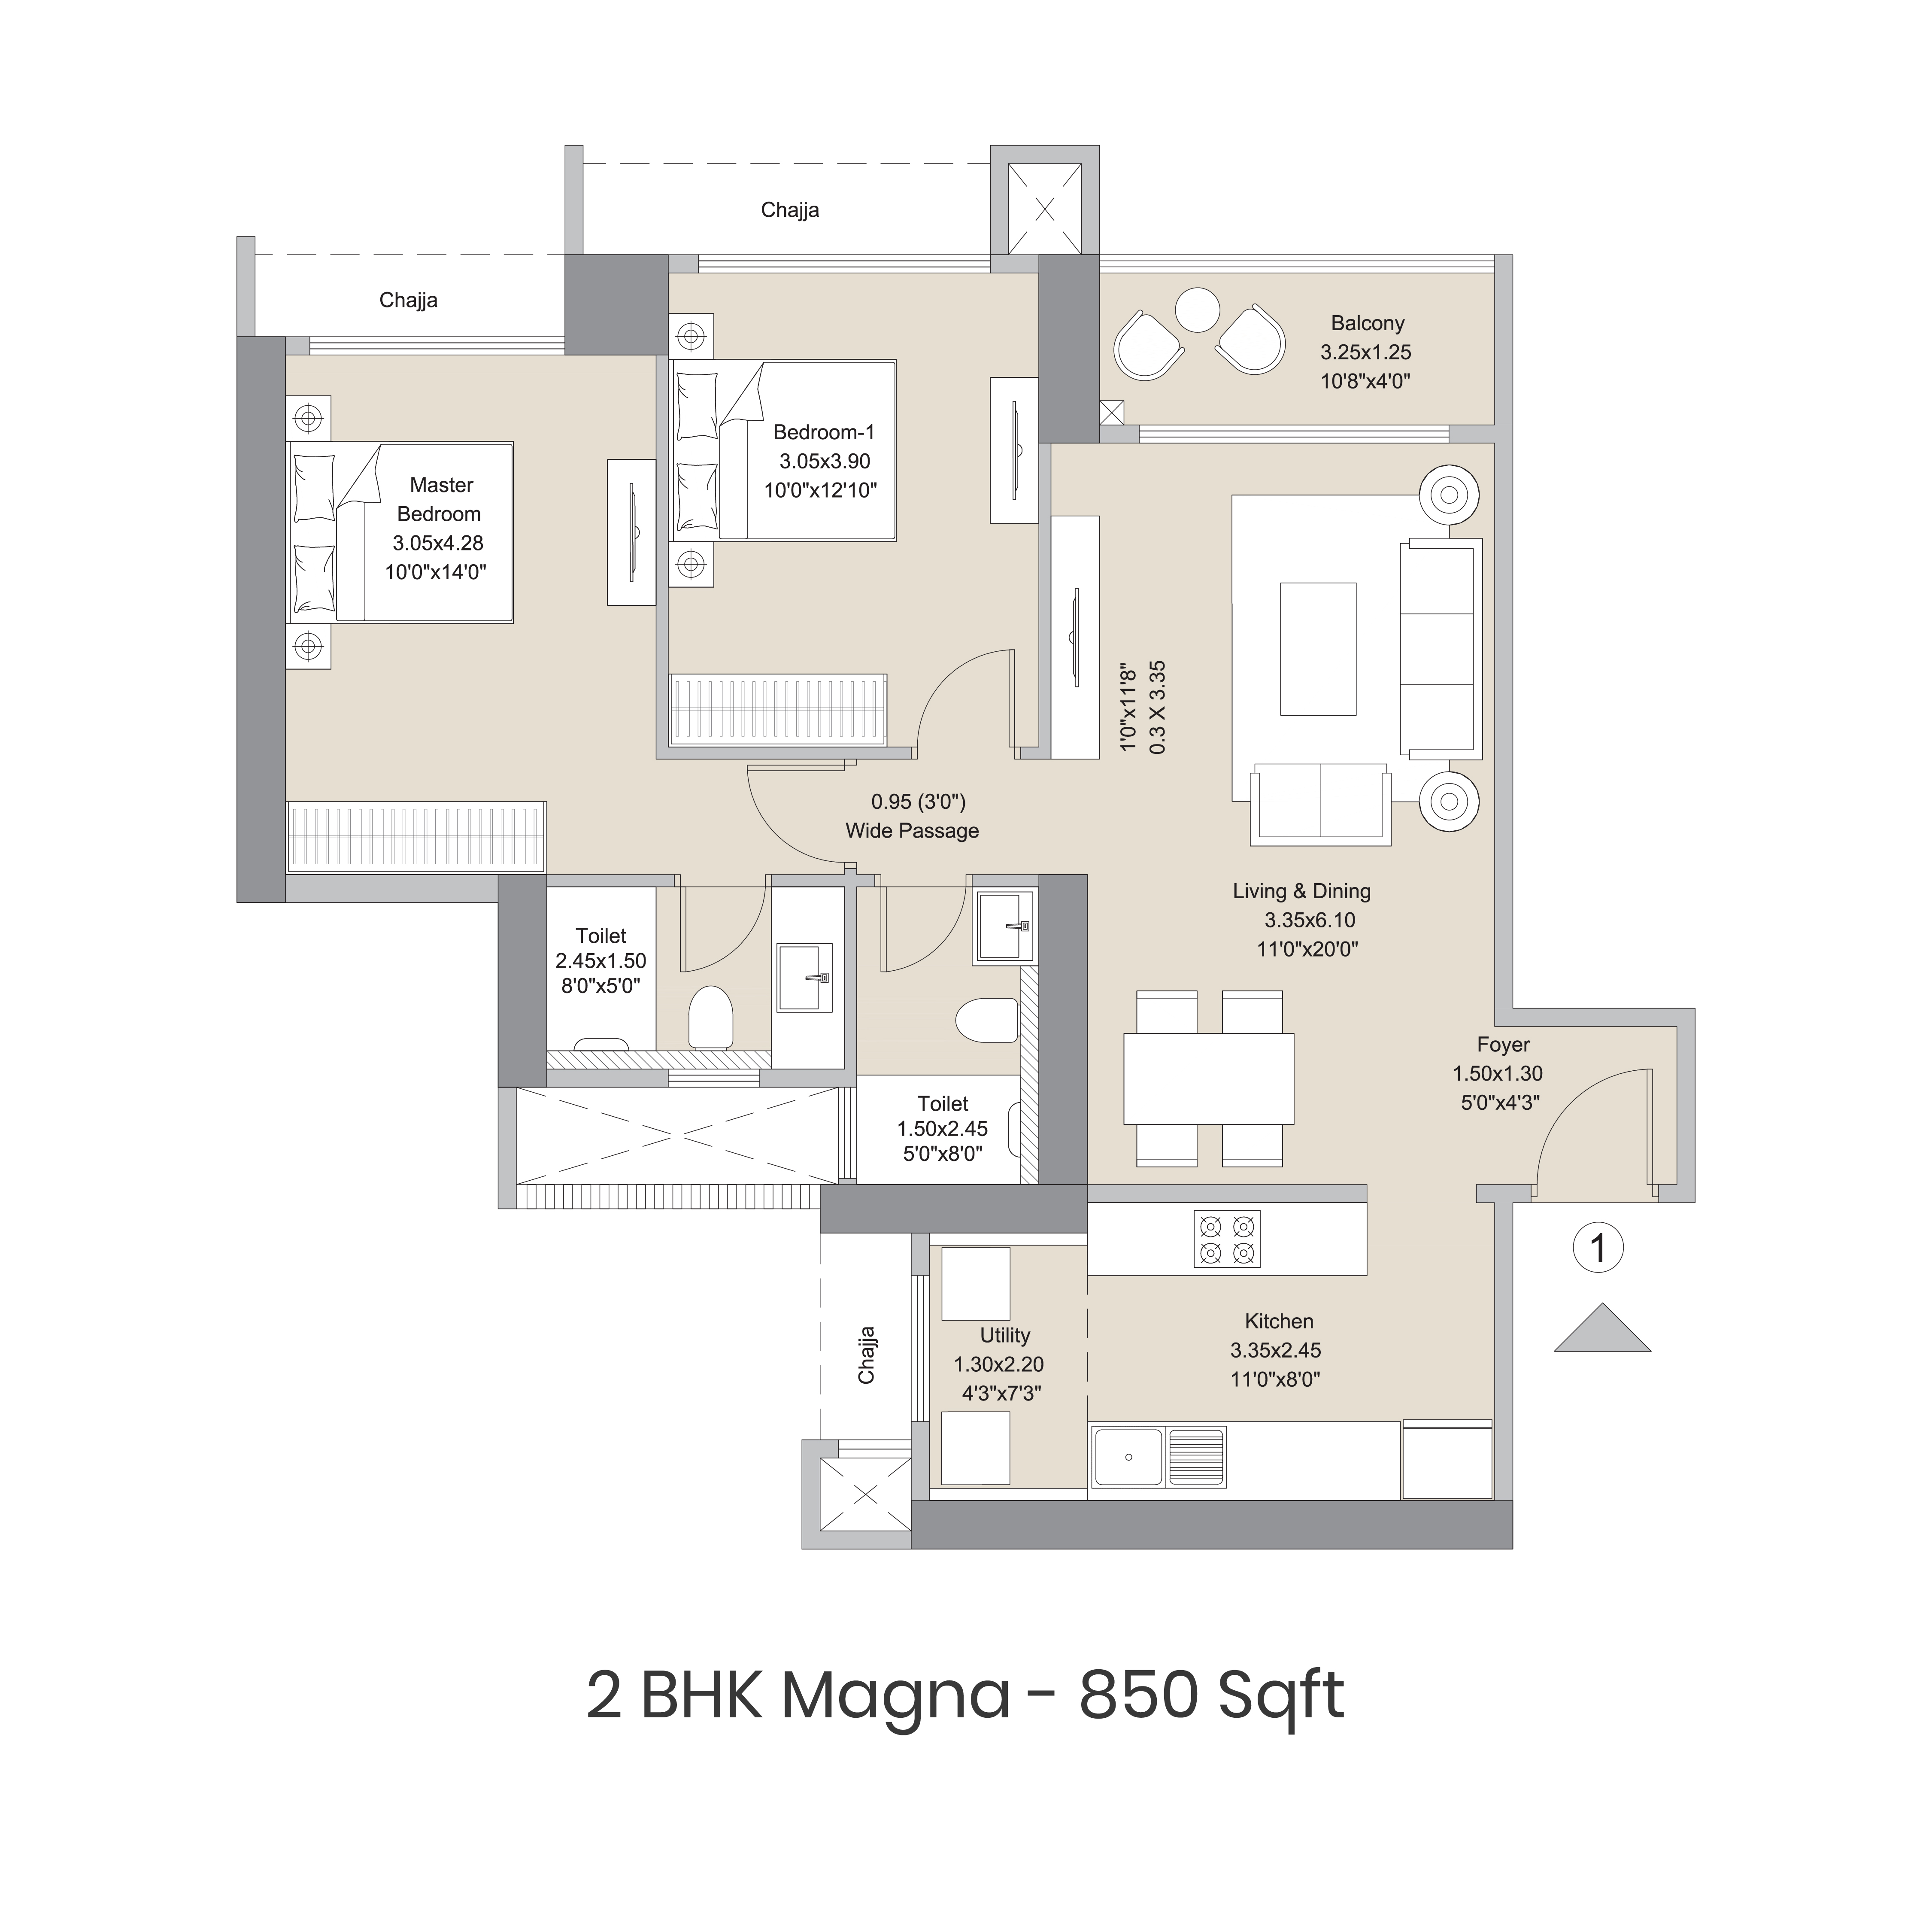 Chajja
Chajja
Balcony
3.25x1.25
10'8"x4'0"
Bedroom-1
3.05x3.90
10'0"x12'10"
Master
Bedroom
3.05x4.28
10'0"x14'0"
1'0"x11'8"
0.3 X 3.35
0.95 (3'0")
Wide Passage
Living & Dining
3.35x6.10
11'0"x20'0"
Toilet
2.45x1.50
8'0"x5'0"
Foyer
1.50x1.30
5'0"x4'3"
Toilet
1.50x2.45
5'0"x8'0"
1
Chajja
Utility
1.30x2.20
4'3"x7'3"
Kitchen
3.35x2.45
11'0"x8'0"
2 BHK Magna - 850 Sqft